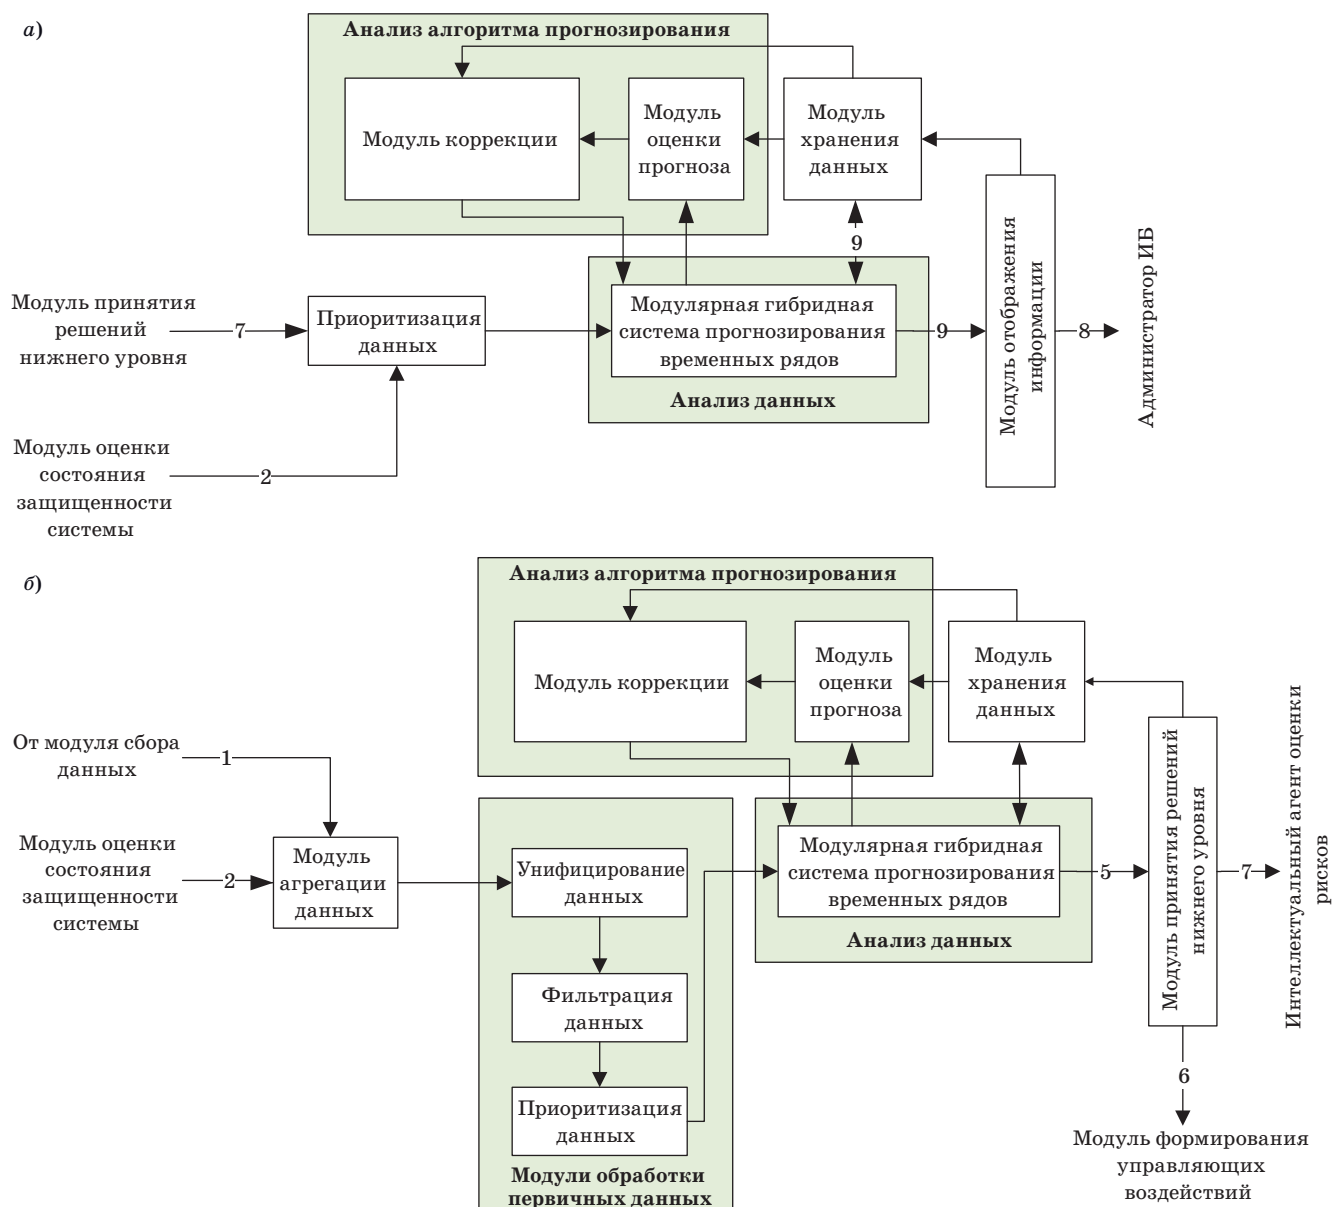 а)
Анализ алгоритма прогнозирования
Модуль коррекции
Модуль
оценки
прогноза
Модуль
хранения
данных
9
Модуль принятия
решений
нижнего уровня
7
Приоритизация
данных
Модулярная гибридная
система прогнозирования
временных рядов
Анализ данных
9
Модуль отображения
информации
8
Администратор ИБ
Модуль оценки
состояния
защищенности
системы
2
б)
Анализ алгоритма прогнозирования
Модуль коррекции
Модуль
оценки
прогноза
Модуль
хранения
данных
От модуля сбора
данных
1
Модуль оценки
состояния
защищенности
системы
2
Модуль
агрегации
данных
Унифицирование
данных
Фильтрация
данных
Приоритизация
данных
Модули обработки
первичных данных
Модулярная гибридная
система прогнозирования
временных рядов
Анализ данных
5
Модуль принятия решений
нижнего уровня
7
Интеллектуальный агент оценки
рисков
6
Модуль формирования
управляющих
воздействий